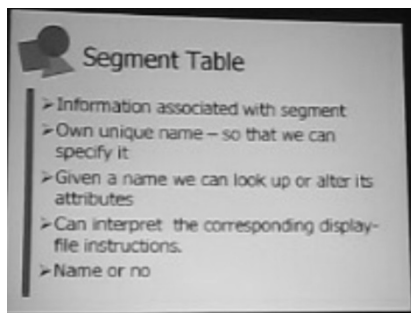 Segment Table
➢Information associated with segment
➢Own unique name – so that we can
specify it
➢Given a name we can look up or alter its
attributes
➢Can interpret the corresponding display-
file instructions.
➢Name or no